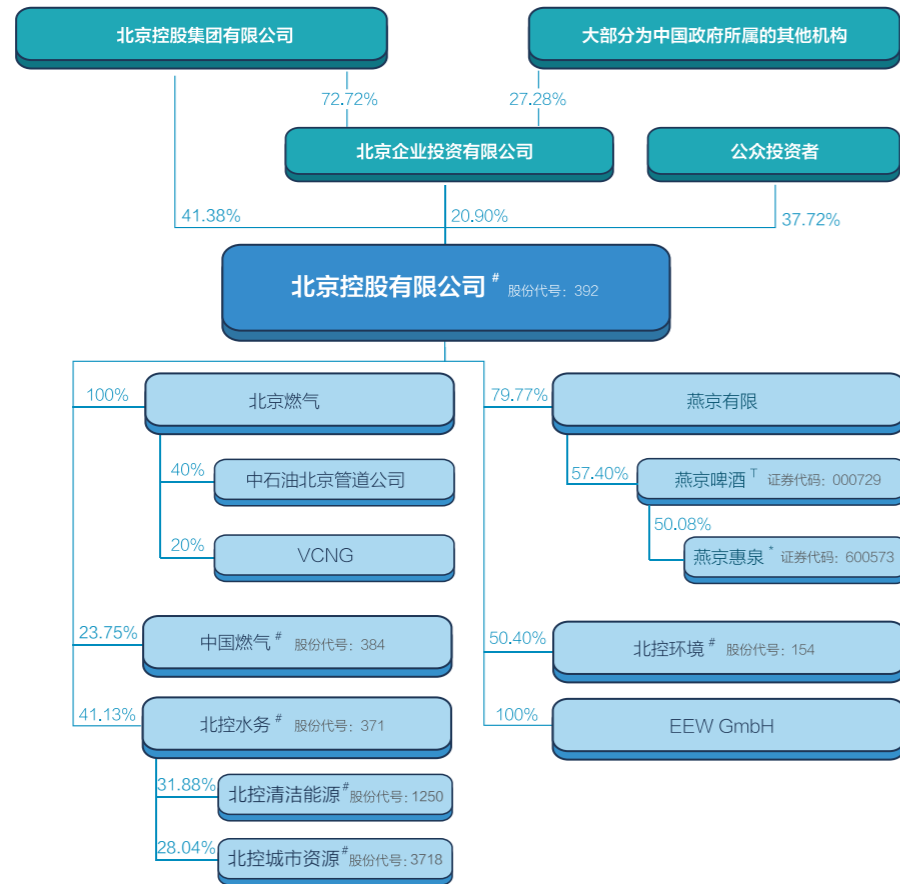 北京控股集团有限公司
大部分为中国政府所属的其他机构
72.72%
27.28%
北京企业投资有限公司
公众投资者
41.38%
20.90%
37.72%
北京控股有限公司 # 股份代号：392
100%
北京燃气
40%
中石油北京管道公司
20%
VCNG
23.75%
中国燃气 # 股份代号：384
41.13%
北控水务 # 股份代号：371
31.88%
北控清洁能源 # 股份代号：1250
28.04%
北控城市资源 # 股份代号：3718
79.77%
燕京有限
57.40%
燕京啤酒 T 证券代码：000729
50.08%
燕京惠泉 * 证券代码：600573
50.40%
北控环境 # 股份代号：154
100%
EEW GmbH